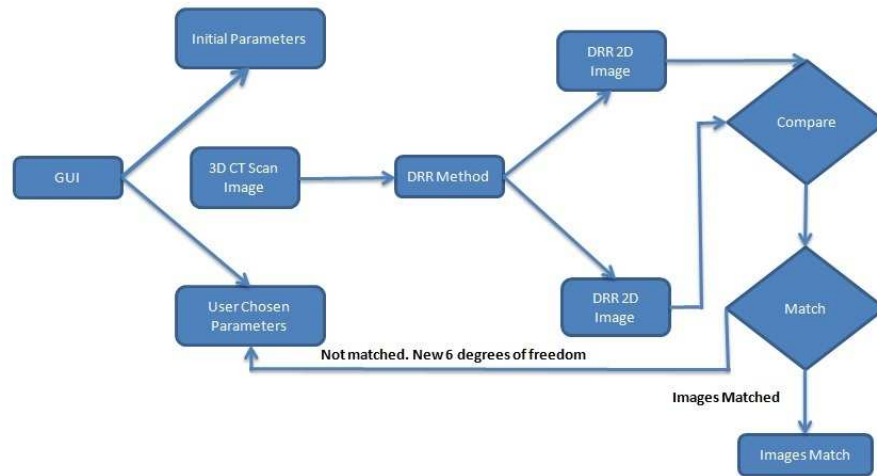 Initial Parameters
DRR 2D
Image
Compare
GUI
3D CT Scan
Image
DRR Method
User Chosen
Parameters
DRR 2D
Image
Match
Not matched. New 6 degrees of freedom
Images Matched
Images Match